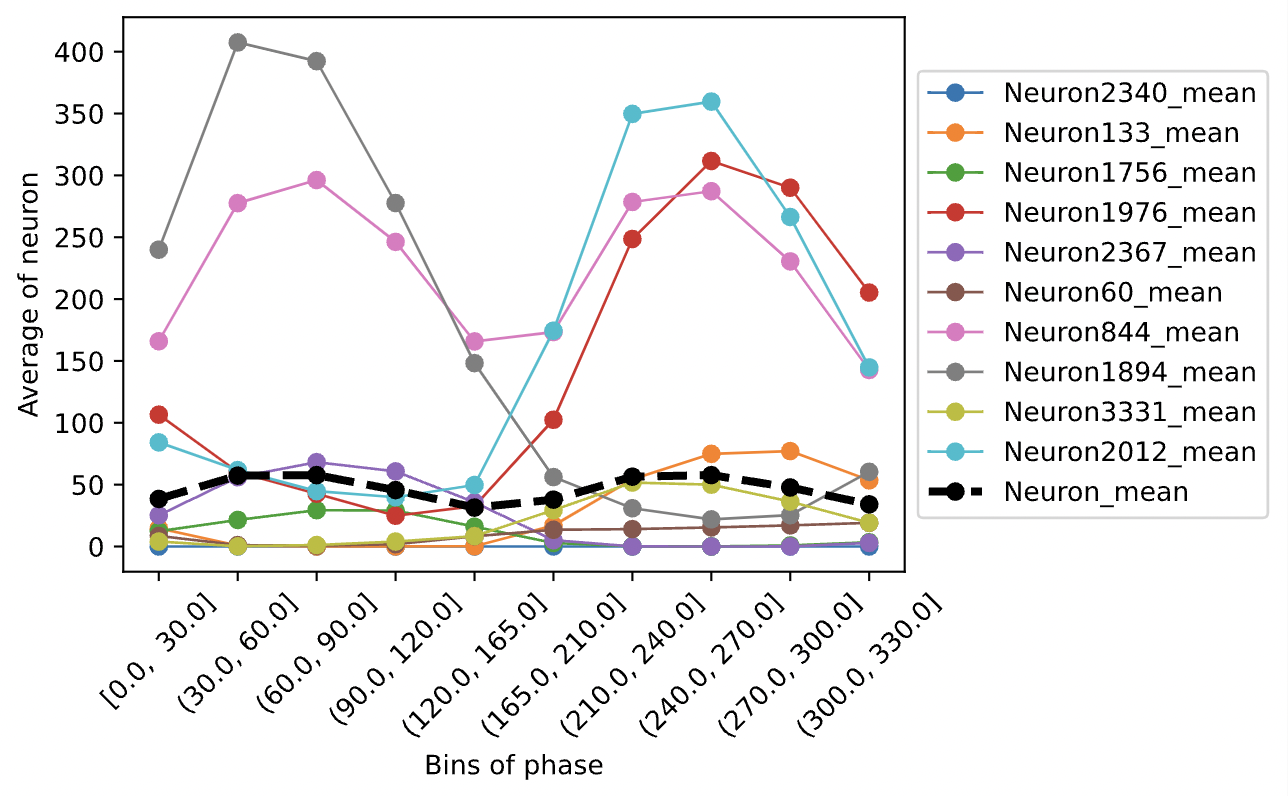 400
350
300
250
200
150
100
50
0
Average of neuron
[0.0,  30.0]
(30.0, 60.0]
(60.0, 90.0]
(90.0, 120.0]
(120.0, 165.0]
(165.0, 210.0]
(210.0, 240.0]
(240.0, 270.0]
(270.0, 300.0]
(300.0, 330.0]
Bins of phase
Neuron2340_mean
Neuron133_mean
Neuron1756_mean
Neuron1976_mean
Neuron2367_mean
Neuron60_mean
Neuron844_mean
Neuron1894_mean
Neuron3331_mean
Neuron2012_mean
Neuron_mean